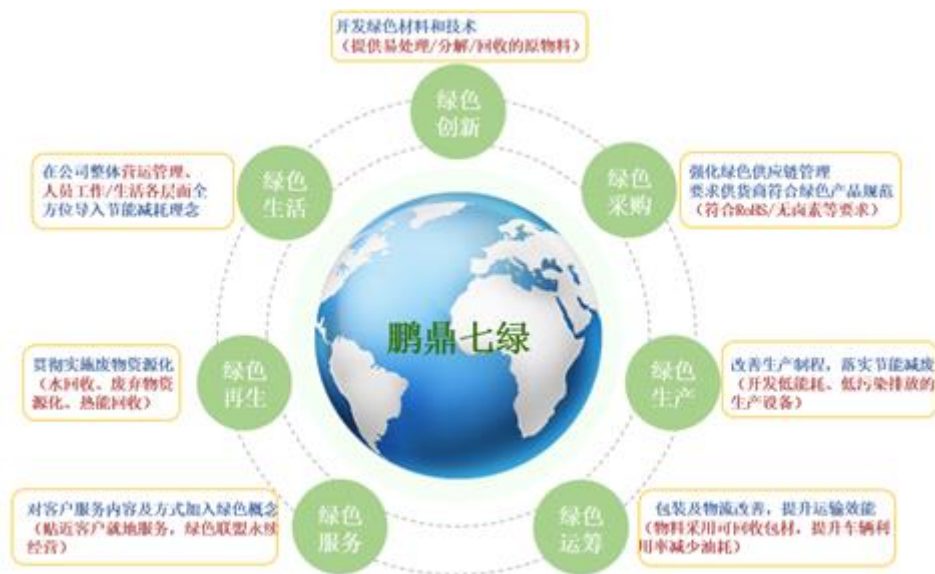 开发绿色材料和技术
（提供易处理/分解/回收的原物料）
绿色
创新
在公司整体营运管理、
人员工作/生活各层面全
方位导入节能减耗理念
绿色
生活
绿色
采购
强化绿色供应链管理
要求供货商符合绿色产品规范
（符合RoHS/无卤素等要求）
鹏鼎七绿
贯彻实施废物资源化
（水回收、废弃物资
源化、热能回收）
绿色
再生
绿色
生产
改善生产制程，落实节能减废
（开发低能耗、低污染排放的
生产设备）
对客户服务内容及方式加入绿色概念
（贴近客户就地服务，绿色联盟永续
经营）
绿色
服务
绿色
运筹
包装及物流改善，提升运输效能
（物料采用可回收包材，提升车辆利
用率减少油耗）